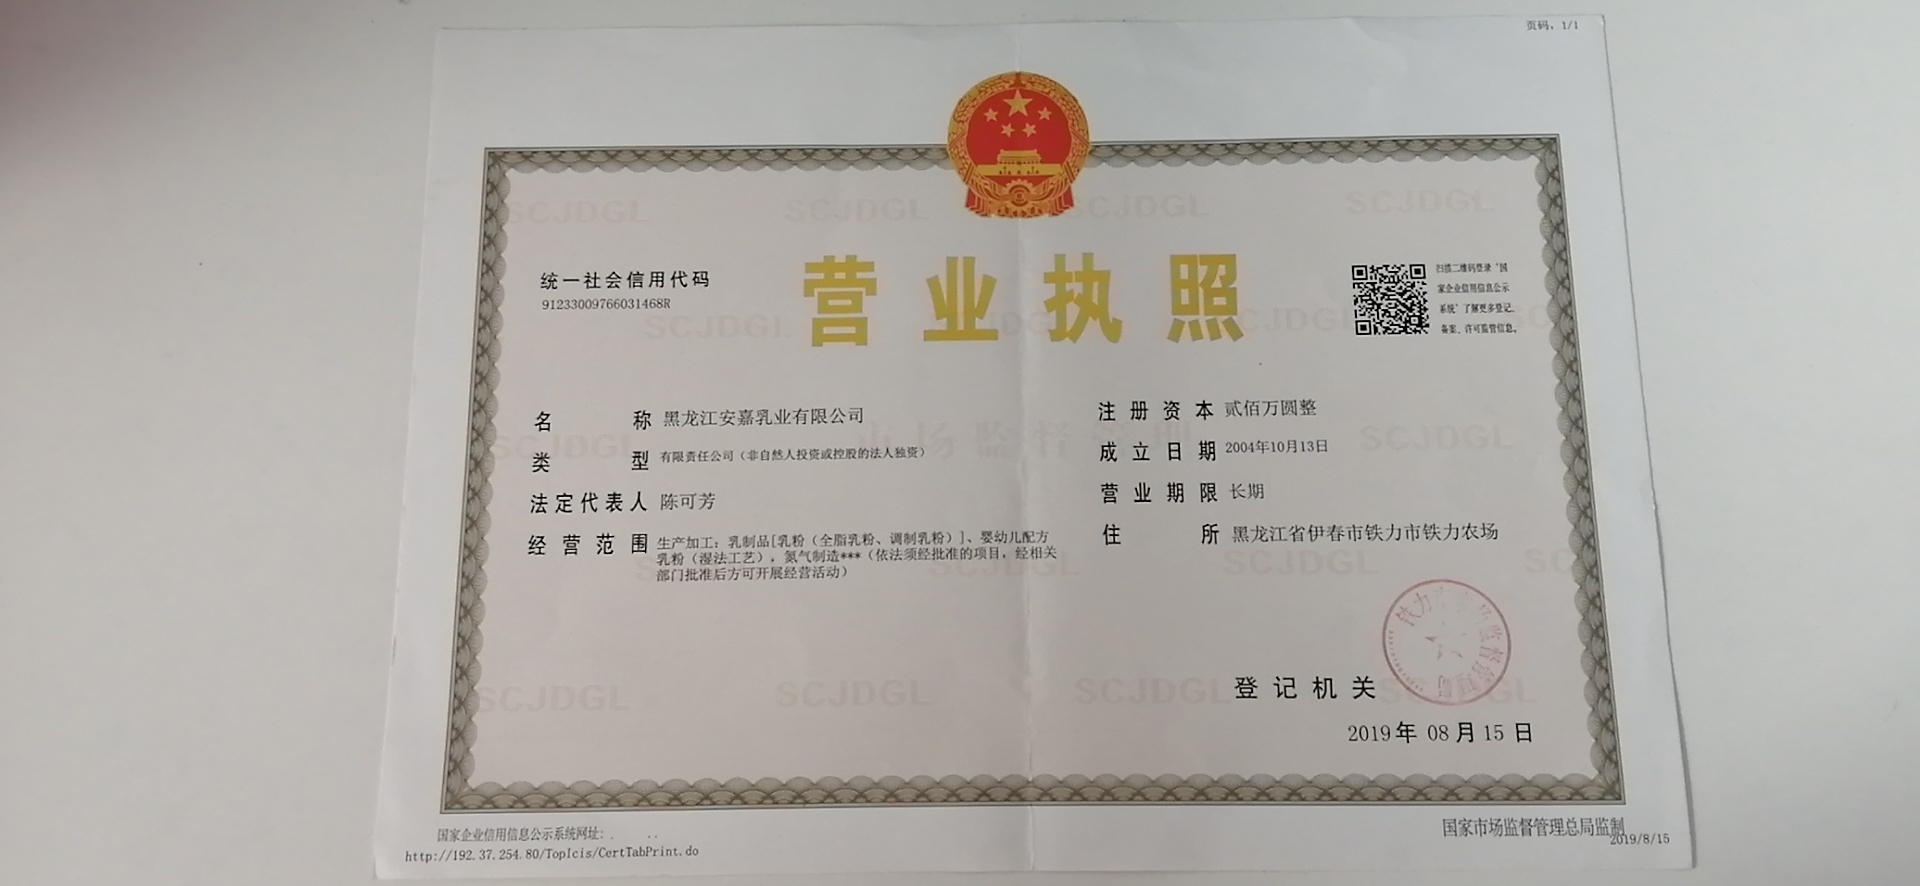 页码, 1/1
营业执照
统一社会信用代码
91233009766031468R
扫描二维码登录“国
家企业信用信息公示
系统”了解更多登记、
备案、许可监管信息。
名称 黑龙江安嘉乳业有限公司
类型 有限责任公司（非自然人投资或控股的法人独资）
法定代表人 陈可芳
经营范围 生产加工：乳制品[乳粉（全脂乳粉、调制乳粉）]、婴幼儿配方
乳粉（湿法工艺），氮气制造***（依法须经批准的项目，经相关
部门批准后方可开展经营活动）
注册资本 贰佰万圆整
成立日期 2004年10月13日
营业期限 长期
住所 黑龙江省伊春市铁力市铁力农场
登记机关
2019年08月15日
国家企业信用信息公示系统网址:
http://192.37.254.80/TopIcis/CertTabPrint.do
国家市场监督管理总局监制
2019/8/15